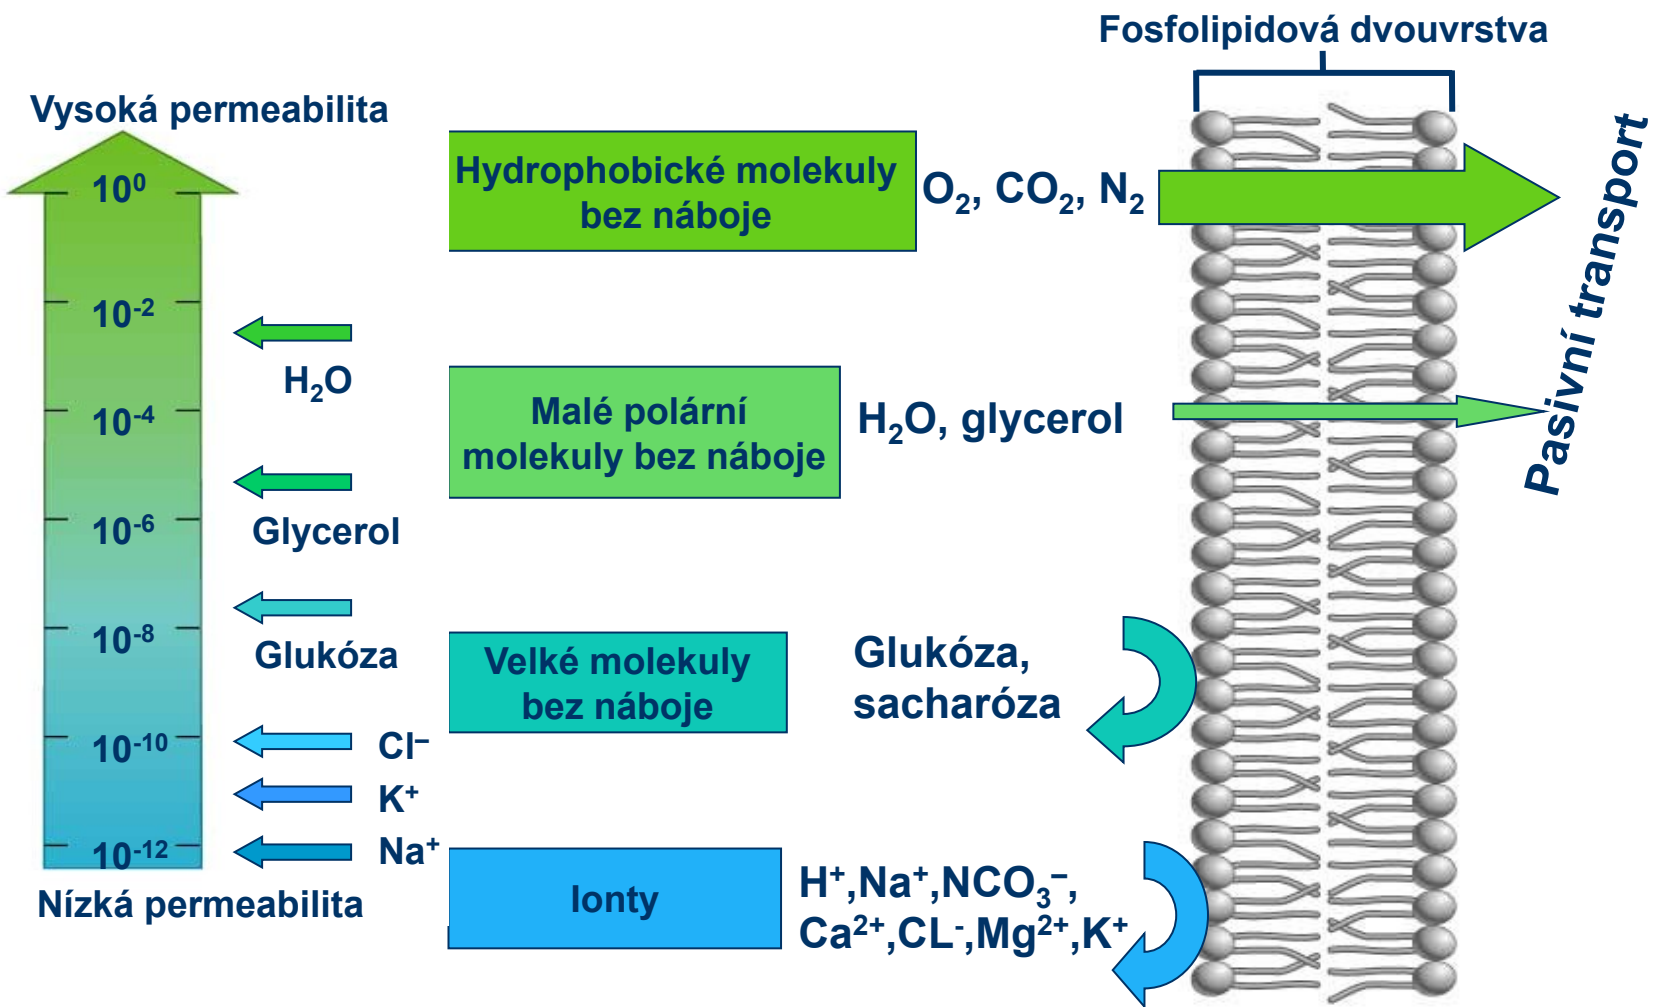 Fosfolipidová dvouvrstva
Vysoká permeabilita
10⁰
10⁻²
10⁻⁴
10⁻⁶
10⁻⁸
10⁻¹⁰
10⁻¹²
Nízká permeabilita
H₂O
Glycerol
Glukóza
Cl⁻
K⁺
Na⁺
Hydrophobické molekuly
bez náboje
O₂, CO₂, N₂
Malé polární
molekuly bez náboje
H₂O, glycerol
Velké molekuly
bez náboje
Glukóza,
sacharóza
Ionty
H⁺,Na⁺,NCO₃⁻,
Ca²⁺,CL⁻,Mg²⁺,K⁺
Pasivní transport